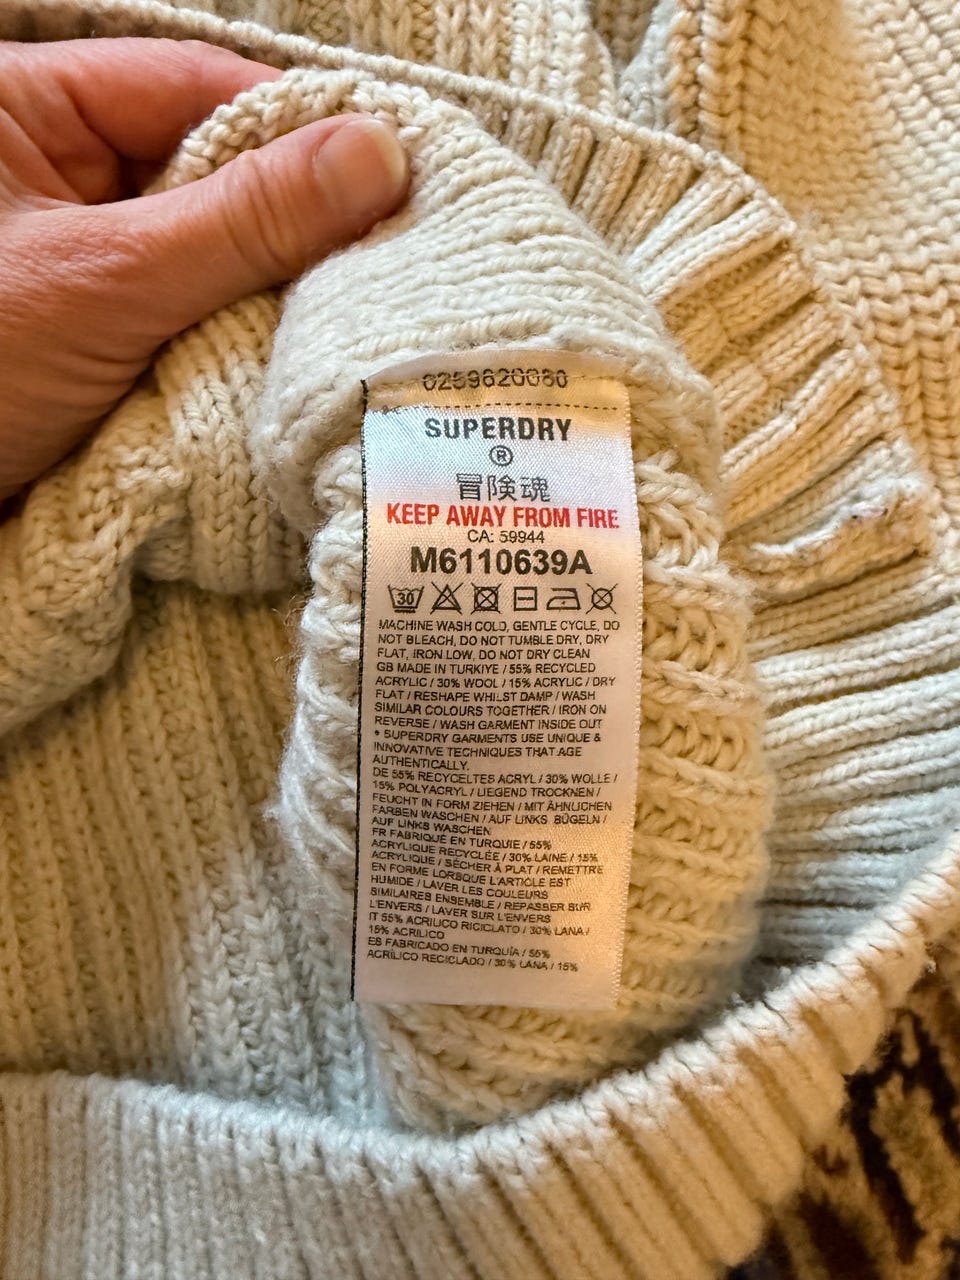 0259620080
SUPERDRY
®
冒険魂
KEEP AWAY FROM FIRE
CA: 59944
M6110639A
30
MACHINE WASH COLD, GENTLE CYCLE, DO
NOT BLEACH, DO NOT TUMBLE DRY, DRY
FLAT, IRON LOW, DO NOT DRY CLEAN
GB MADE IN TURKIYE / 55% RECYCLED
ACRYLIC / 30% WOOL / 15% ACRYLIC / DRY
FLAT / RESHAPE WHILST DAMP / WASH
SIMILAR COLOURS TOGETHER / IRON ON
REVERSE / WASH GARMENT INSIDE OUT
* SUPERDRY GARMENTS USE UNIQUE &
INNOVATIVE TECHNIQUES THAT AGE
AUTHENTICALLY.
DE 55% RECYCELTES ACRYL / 30% WOLLE /
15% POLYACRYL / LIEGEND TROCKNEN /
FEUCHT IN FORM ZIEHEN / MIT ÄHNLICHEN
FARBEN WASCHEN / AUF LINKS BÜGELN /
AUF LINKS WASCHEN
FR FABRIQUÉ EN TURQUIE / 55%
ACRYLIQUE RECYCLÉE / 30% LAINE / 15%
ACRYLIQUE / SÉCHER À PLAT / REMETTRE
EN FORME LORSQUE L'ARTICLE EST
HUMIDE / LAVER LES COULEURS
SIMILAIRES ENSEMBLE / REPASSER SUR
L'ENVERS / LAVER SUR L'ENVERS
IT 55% ACRILICO RICICLATO / 30% LANA /
15% ACRILICO
ES FABRICADO EN TURQUÍA / 55%
ACRÍLICO RECICLADO / 30% LANA / 15%